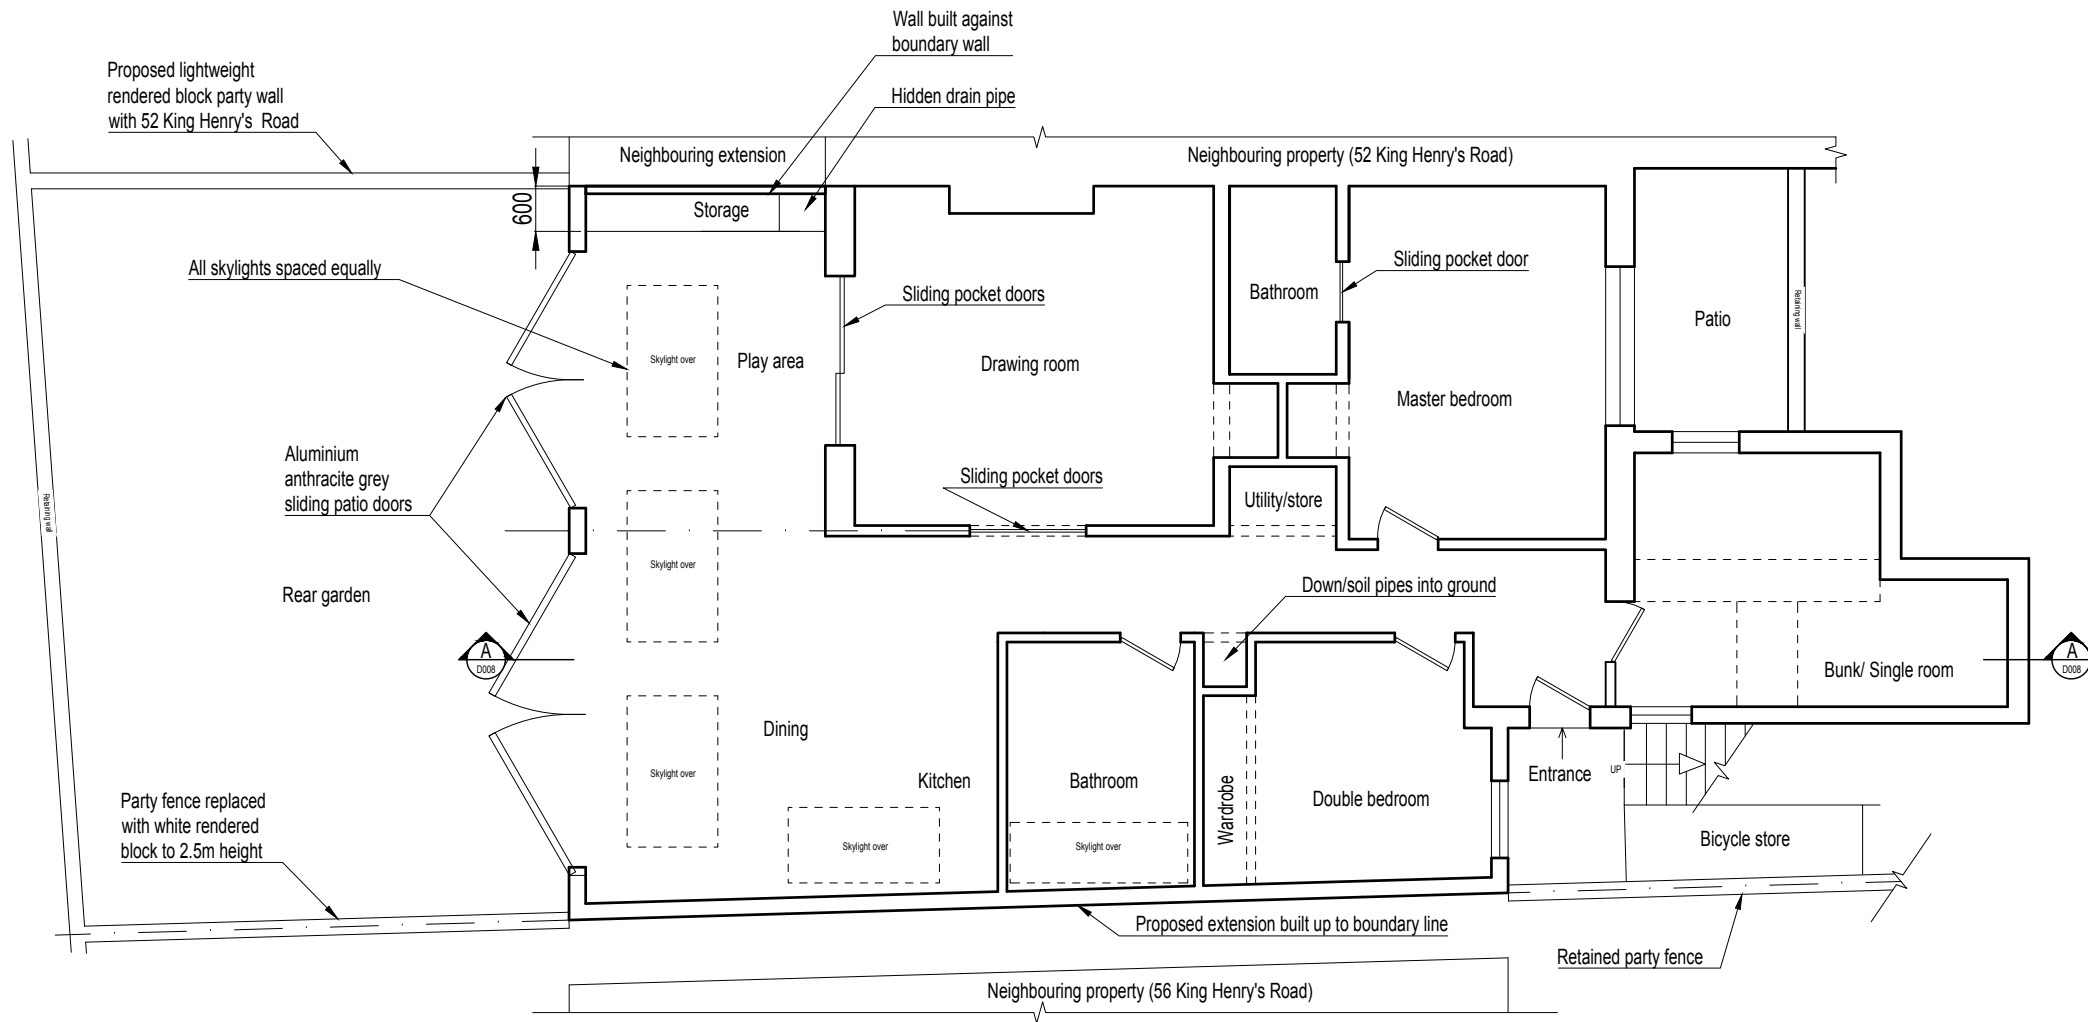 Wall built against
boundary wall
Proposed lightweight
rendered block party wall
with 52 King Henry's Road
Hidden drain pipe
Neighbouring extension
Neighbouring property (52 King Henry's Road)
600
Storage
All skylights spaced equally
Sliding pocket door
Sliding pocket doors
Bathroom
Retaining wall
Patio
Skylight over
Play area
Drawing room
Master bedroom
Aluminium
anthracite grey
sliding patio doors
Sliding pocket doors
Utility/store
Retaining wall
Skylight over
Rear garden
Down/soil pipes into ground
A
D008
Bunk/ Single room
A
D008
Dining
Skylight over
Kitchen
Bathroom
Wardrobe
Double bedroom
Entrance
UP
Party fence replaced
with white rendered
block to 2.5m height
Skylight over
Skylight over
Bicycle store
Proposed extension built up to boundary line
Retained party fence
Neighbouring property (56 King Henry's Road)